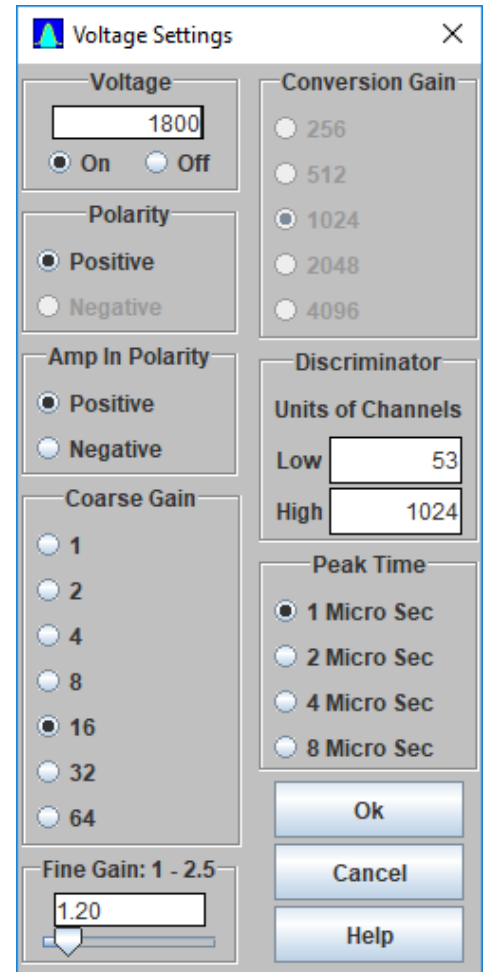 Voltage Settings
Voltage
1800
On Off
Polarity
Positive
Negative
Amp In Polarity
Positive
Negative
Coarse Gain
1
2
4
8
16
32
64
Fine Gain: 1 - 2.5
1.20
Conversion Gain
256
512
1024
2048
4096
Discriminator
Units of Channels
Low 53
High 1024
Peak Time
1 Micro Sec
2 Micro Sec
4 Micro Sec
8 Micro Sec
Ok
Cancel
Help